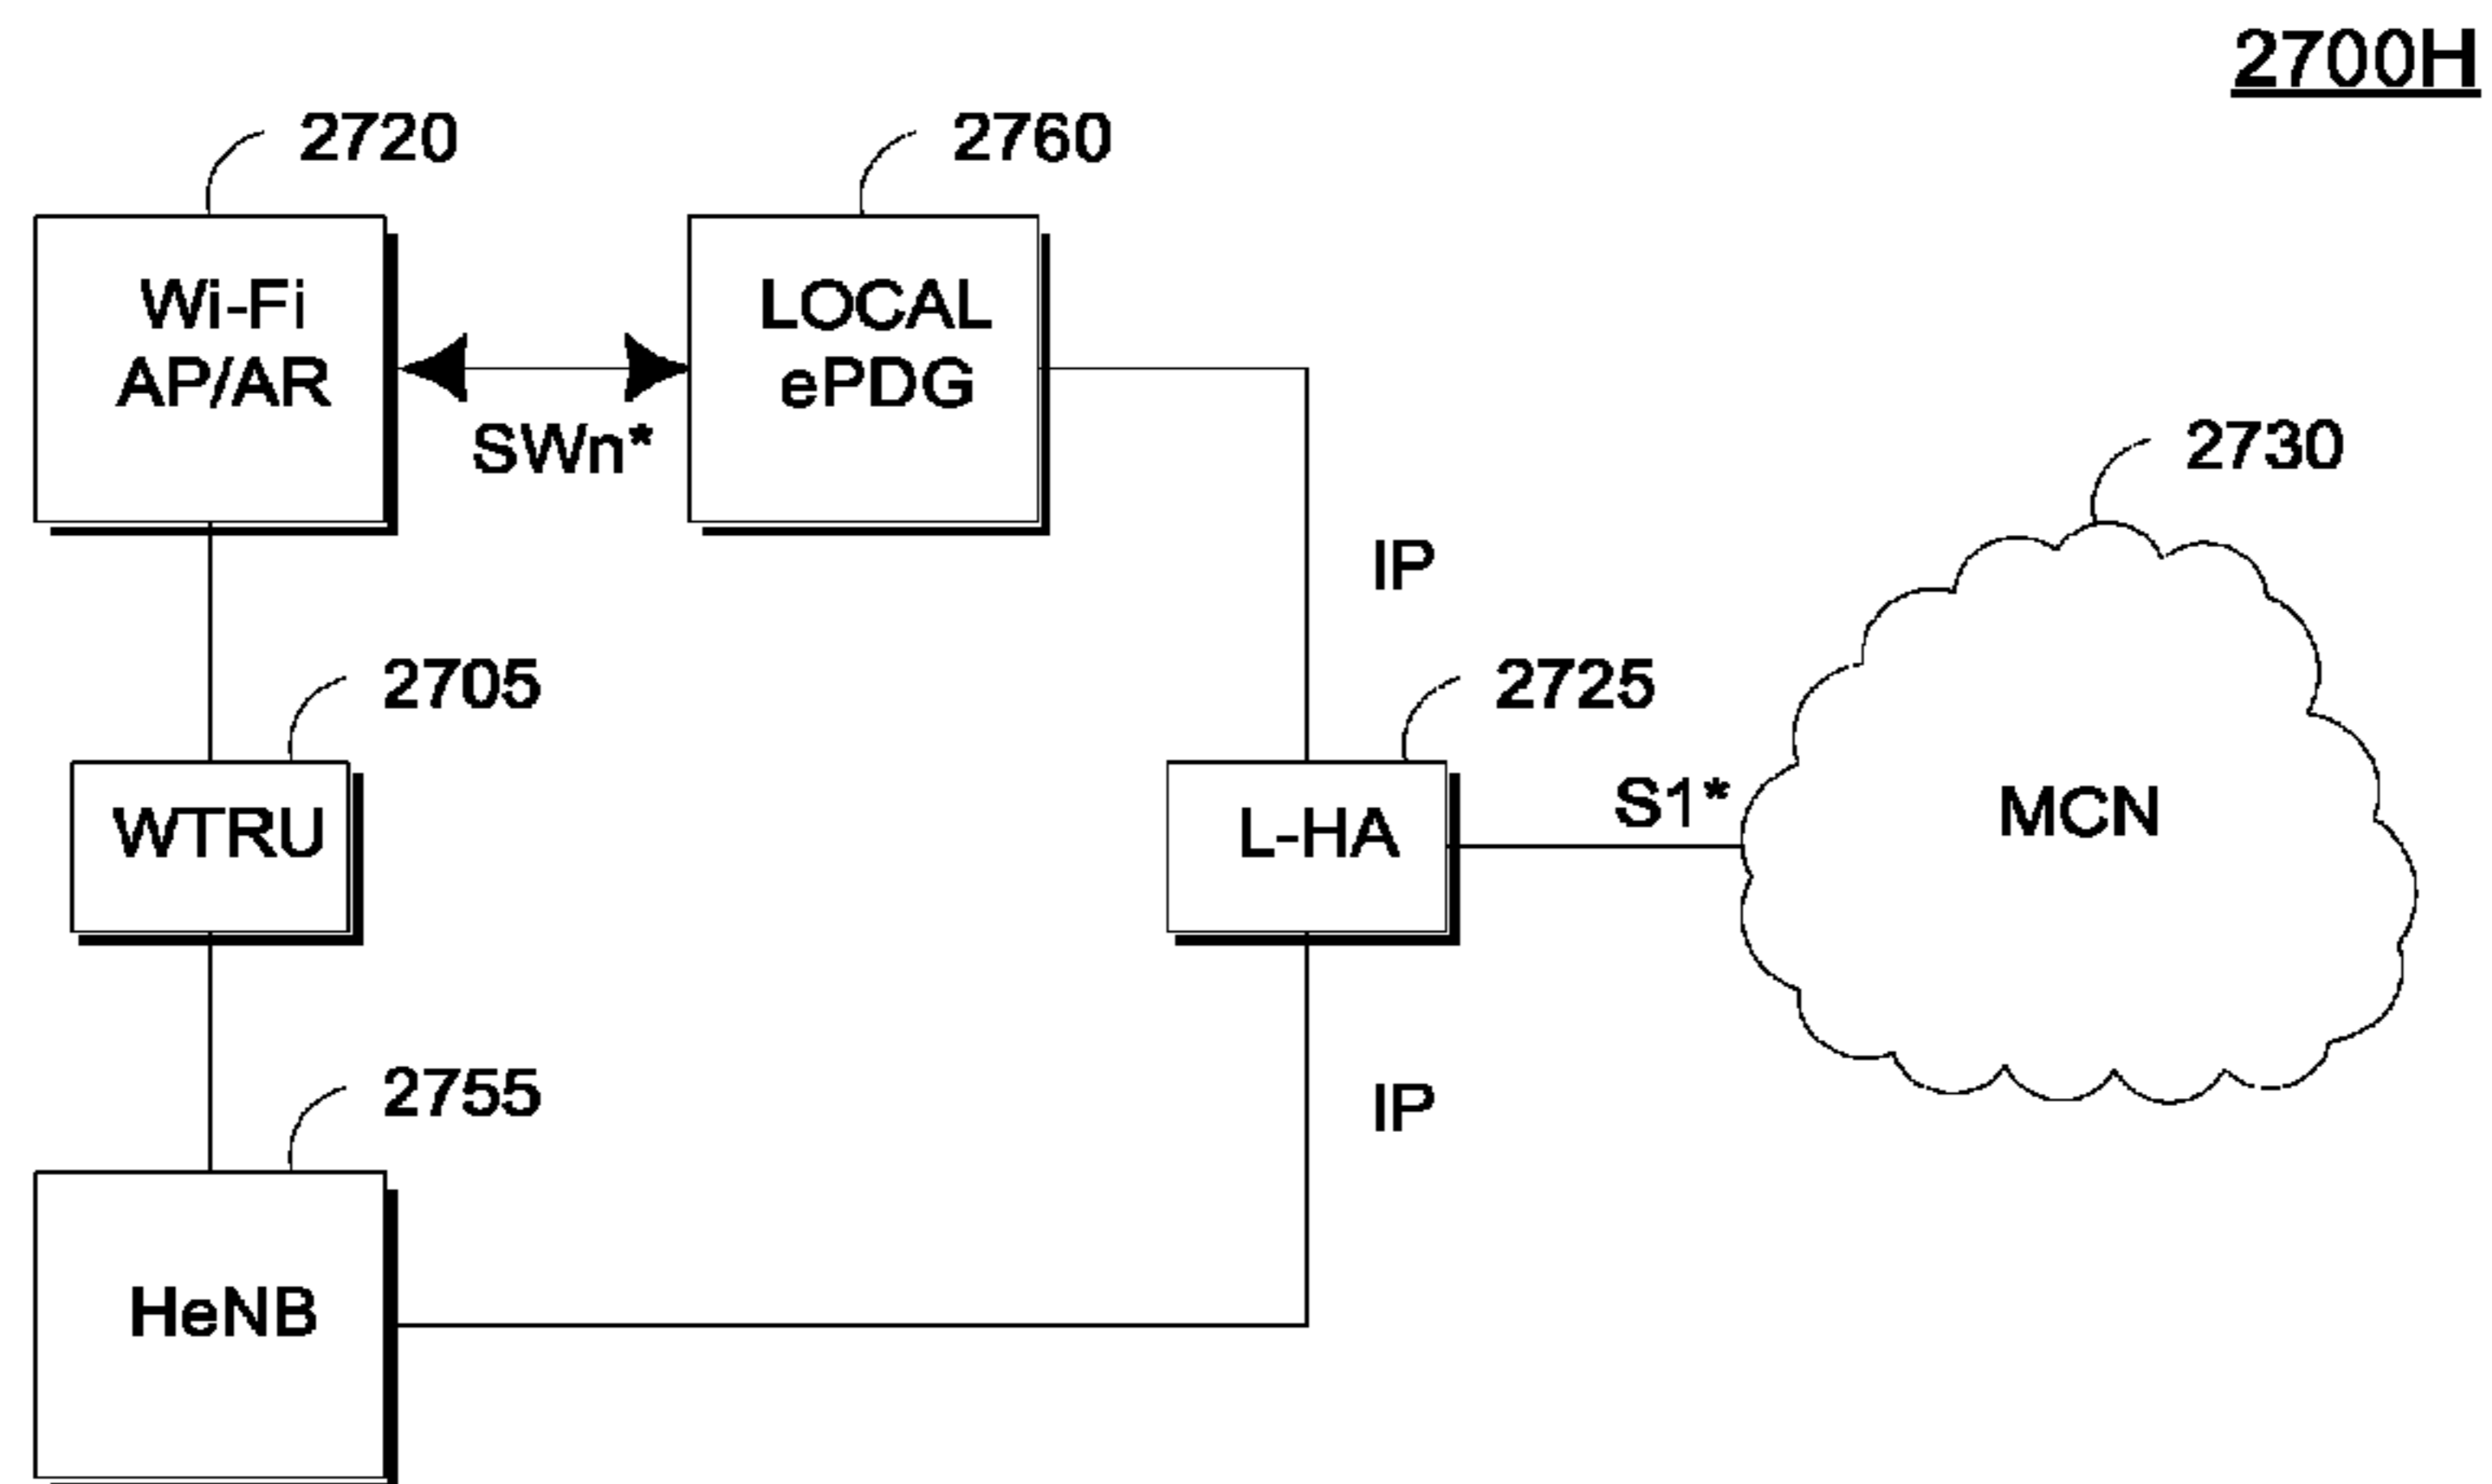 2700H
2720
2760
Wi-Fi
AP/AR
LOCAL
ePDG
SWn*
2730
IP
2705
2725
WTRU
L-HA
S1*
MCN
2755
IP
HeNB